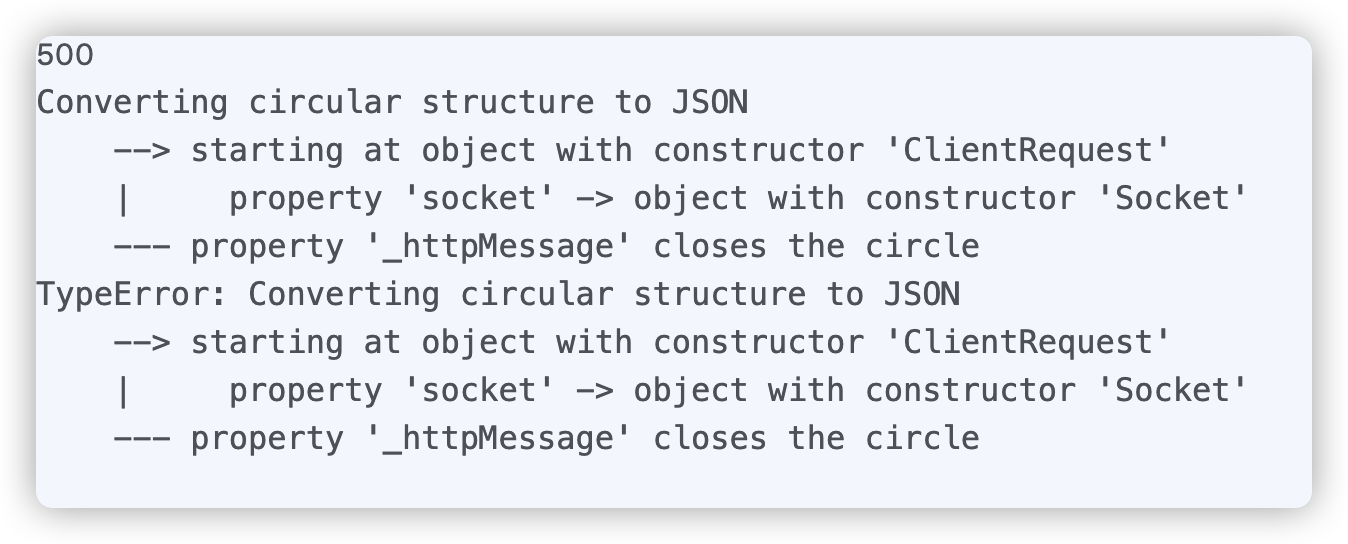 500
Converting circular structure to JSON
    --> starting at object with constructor 'ClientRequest'
    |     property 'socket' -> object with constructor 'Socket'
    --- property '_httpMessage' closes the circle
TypeError: Converting circular structure to JSON
    --> starting at object with constructor 'ClientRequest'
    |     property 'socket' -> object with constructor 'Socket'
    --- property '_httpMessage' closes the circle